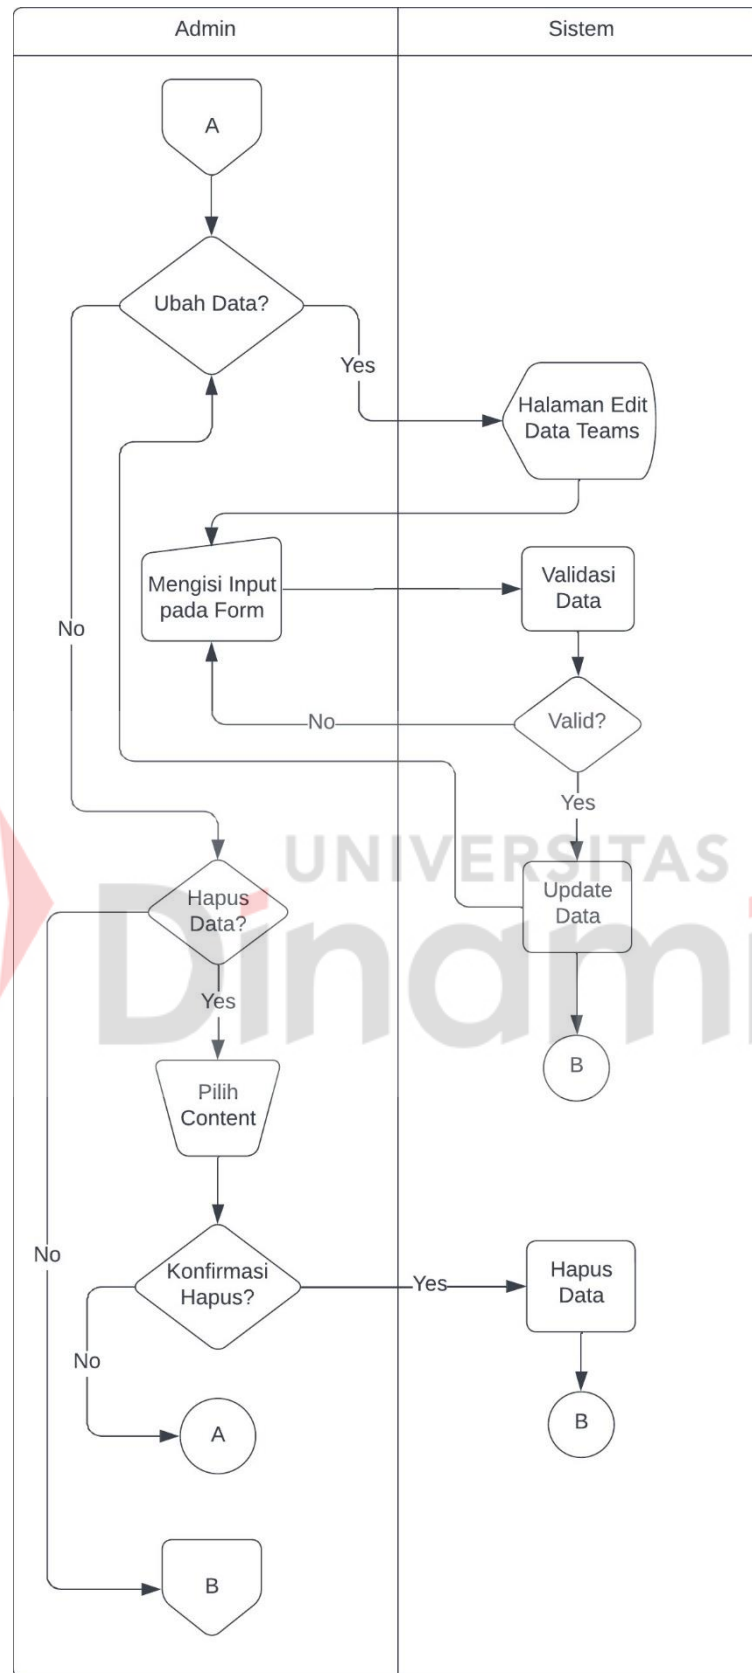 Admin
Sistem
A
Ubah Data?
Yes
Halaman Edit
Data Teams
Mengisi Input
pada Form
Validasi
Data
No
No
Valid?
Yes
UNIVERSITAS
Dinami
Hapus
Data?
Update
Data
Yes
B
Pilih
Content
No
Konfirmasi
Hapus?
Yes
Hapus
Data
No
A
B
B